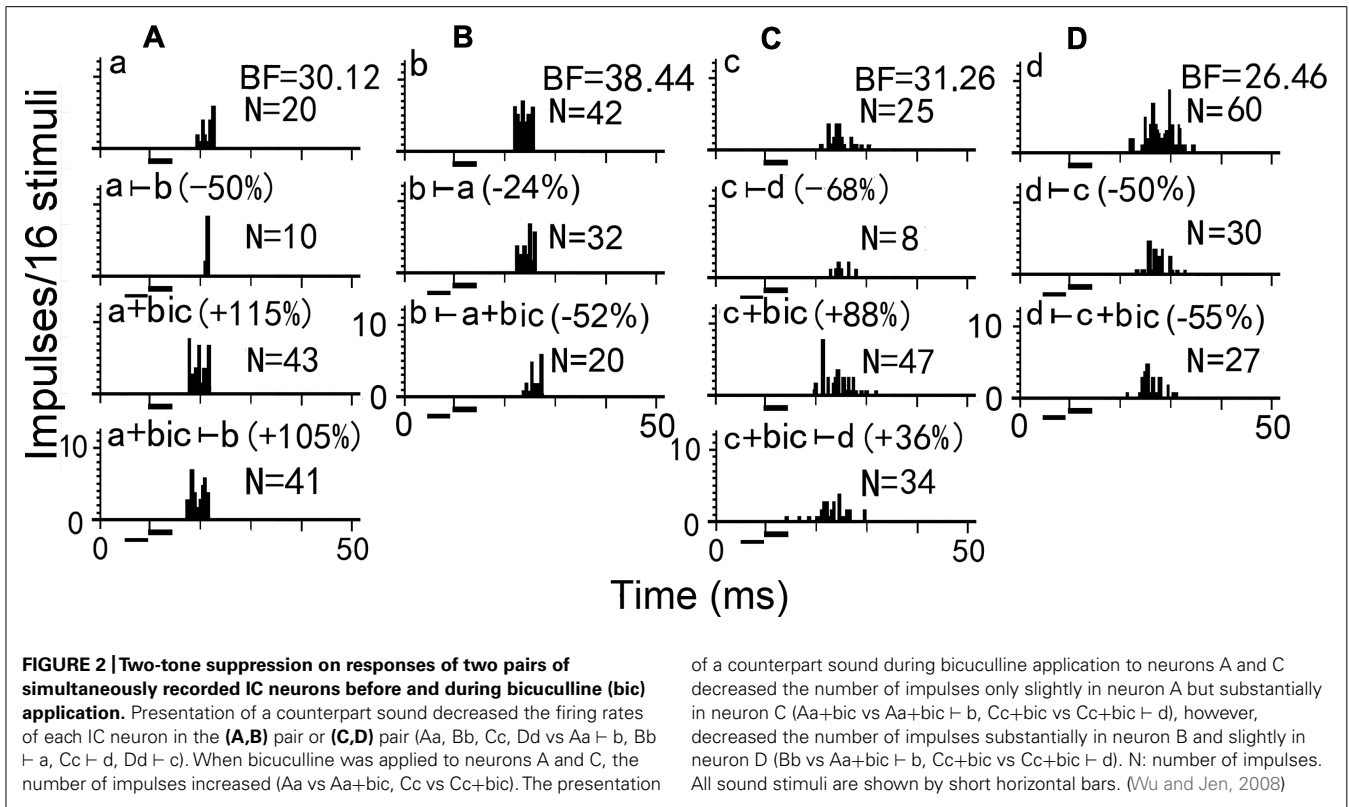 A B C D
Impulses/16 stimuli
a
BF=30.12
N=20
b
BF=38.44
N=42
c
BF=31.26
N=25
d
BF=26.46
N=60
a⊢b (−50%)
N=10
b⊢a (-24%)
N=32
c⊢d (−68%)
N=8
d⊢c (-50%)
N=30
a+bic (+115%)
N=43
10
b⊢a+bic (-52%)
N=20
0
0
50
c+bic (+88%)
N=47
10
d⊢c+bic (-55%)
N=27
0
0
50
10
a+bic⊢b (+105%)
N=41
0
0
50
10
c+bic⊢d (+36%)
N=34
0
0
50
Time (ms)
FIGURE 2 | Two-tone suppression on responses of two pairs of
simultaneously recorded IC neurons before and during bicuculline (bic)
application. Presentation of a counterpart sound decreased the firing rates
of each IC neuron in the (A,B) pair or (C,D) pair (Aa, Bb, Cc, Dd vs Aa ⊢ b, Bb
⊢ a, Cc ⊢ d, Dd ⊢ c). When bicuculline was applied to neurons A and C, the
number of impulses increased (Aa vs Aa+bic, Cc vs Cc+bic). The presentation
of a counterpart sound during bicuculline application to neurons A and C
decreased the number of impulses only slightly in neuron A but substantially
in neuron C (Aa+bic vs Aa+bic ⊢ b, Cc+bic vs Cc+bic ⊢ d), however,
decreased the number of impulses substantially in neuron B and slightly in
neuron D (Bb vs Aa+bic ⊢ b, Cc+bic vs Cc+bic ⊢ d). N: number of impulses.
All sound stimuli are shown by short horizontal bars. (Wu and Jen, 2008)